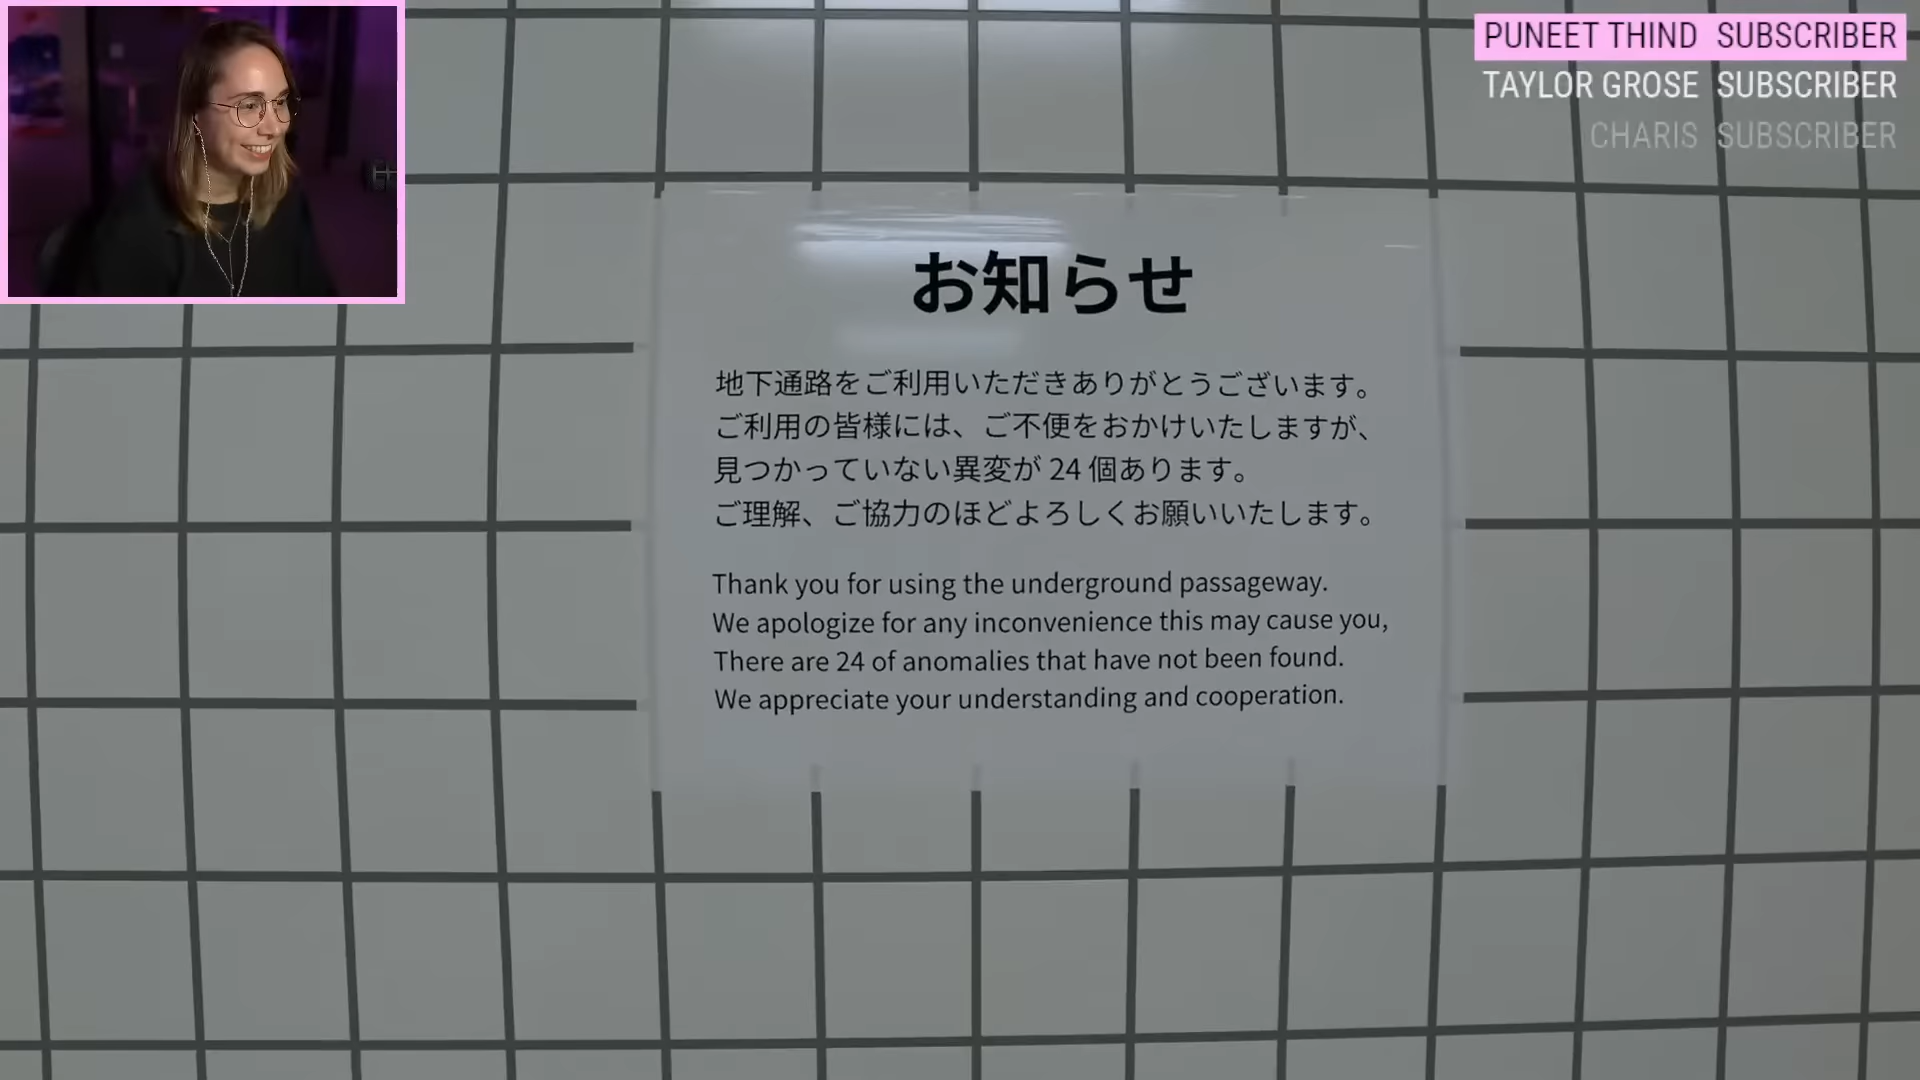 PUNEET THIND SUBSCRIBER
TAYLOR GROSE SUBSCRIBER
CHARIS SUBSCRIBER
お知らせ
地下通路をご利用いただきありがとうございます。
ご利用の皆様には、ご不便をおかけいたしますが、
見つかっていない異変が 24 個あります。
ご理解、ご協力のほどよろしくお願いいたします。
Thank you for using the underground passageway.
We apologize for any inconvenience this may cause you,
There are 24 of anomalies that have not been found.
We appreciate your understanding and cooperation.